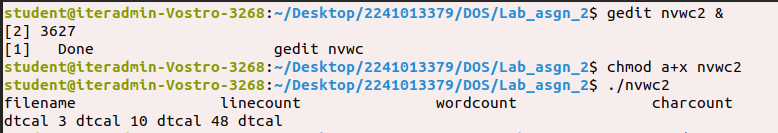 student@iteradmin-Vostro-3268:~/Desktop/2241013379/DOS/Lab_asgn_2$ gedit nvwc2 &
[2] 3627
[1]   Done                    gedit nvwc
student@iteradmin-Vostro-3268:~/Desktop/2241013379/DOS/Lab_asgn_2$ chmod a+x nvwc2
student@iteradmin-Vostro-3268:~/Desktop/2241013379/DOS/Lab_asgn_2$ ./nvwc2
filename                linecount               wordcount               charcount
dtcal 3 dtcal 10 dtcal 48 dtcal